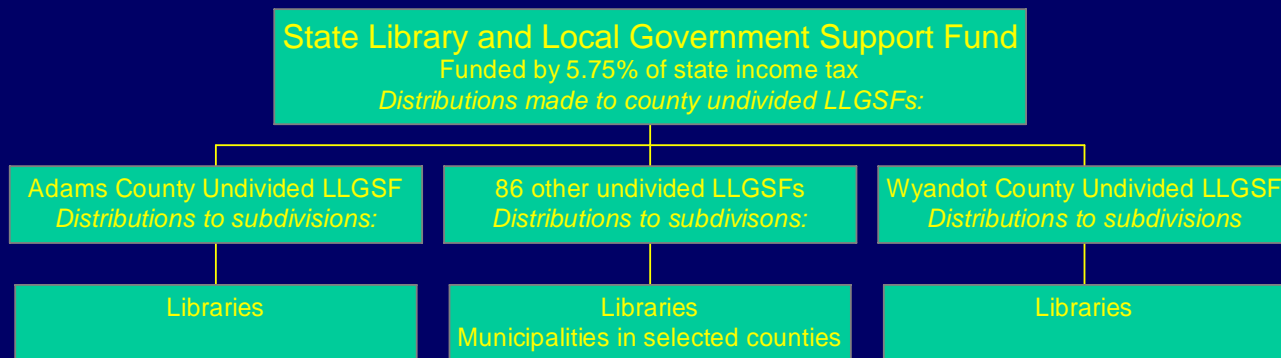 State Library and Local Government Support Fund
Funded by 5.75% of state income tax
Distributions made to county undivided LLGSFs:
Adams County Undivided LLGSF
Distributions to subdivisions:
86 other undivided LLGSFs
Distributions to subdivisons:
Wyandot County Undivided LLGSF
Distributions to subdivisions
Libraries
Libraries
Municipalities in selected counties
Libraries